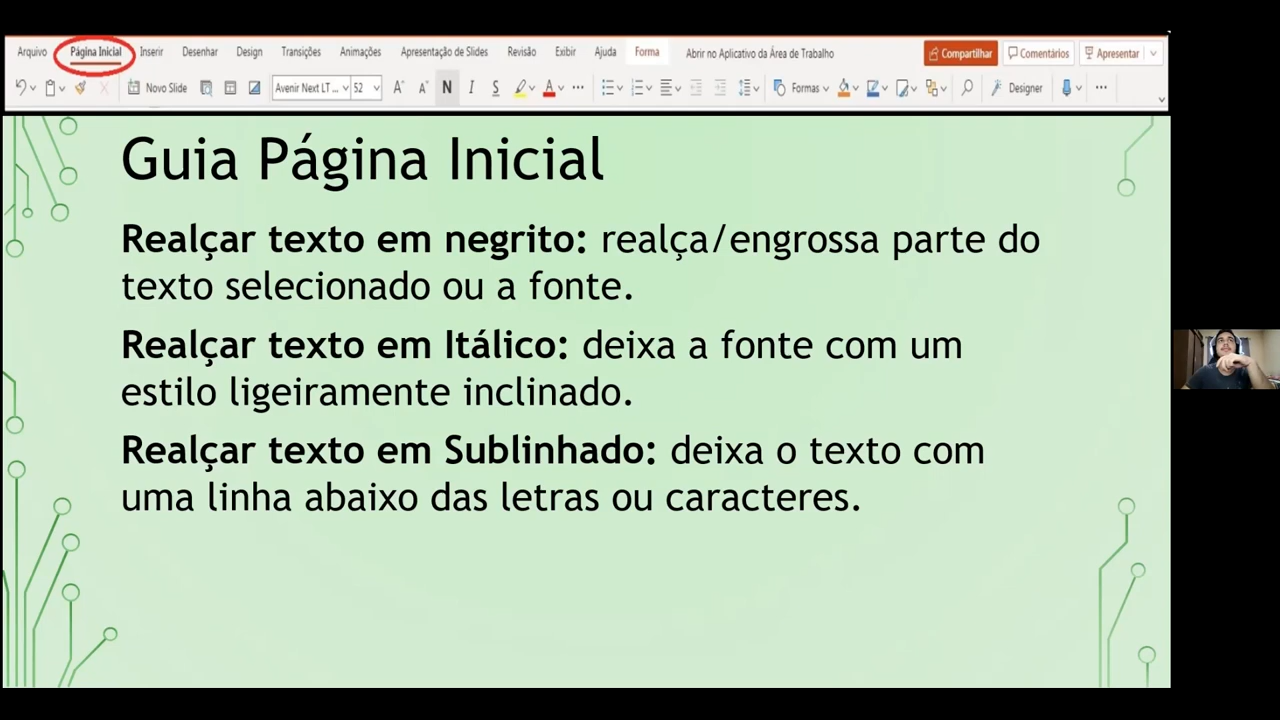 Arquivo Página Inicial Inserir Desenhar Design Transições Animações Apresentação de Slides Revisão Exibir Ajuda Forma Abrir no Aplicativo da Área de Trabalho Compartilhar Comentários Apresentar
Novo Slide Avenir Next LT ... 52 N I S A Formas Designer
Guia Página Inicial
Realçar texto em negrito: realça/engrossa parte do
texto selecionado ou a fonte.
Realçar texto em Itálico: deixa a fonte com um
estilo ligeiramente inclinado.
Realçar texto em Sublinhado: deixa o texto com
uma linha abaixo das letras ou caracteres.